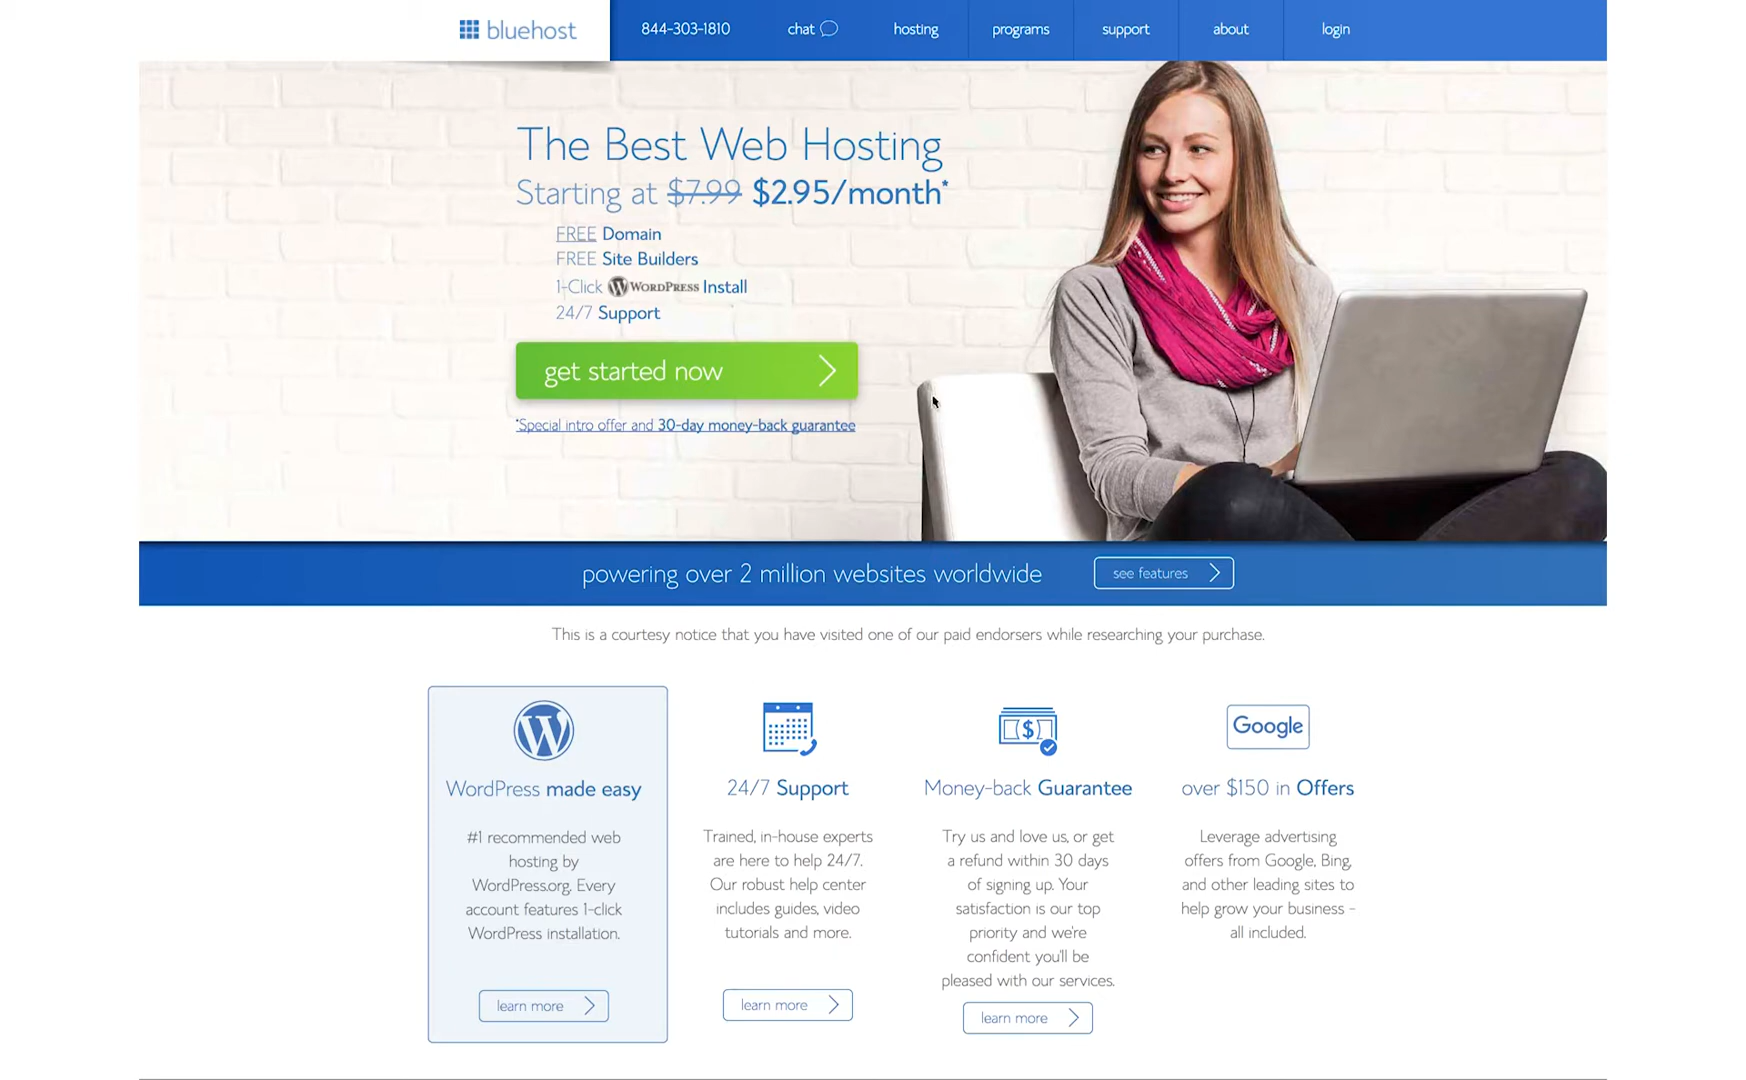 bluehost
844-303-1810
chat
hosting
programs
support
about
login
The Best Web Hosting
Starting at $7.99 $2.95/month*
FREE Domain
FREE Site Builders
1-Click WORDPRESS Install
24/7 Support
get started now
*Special intro offer and 30-day money-back guarantee
powering over 2 million websites worldwide
see features
This is a courtesy notice that you have visited one of our paid endorsers while researching your purchase.
WordPress made easy
#1 recommended web
hosting by
WordPress.org. Every
account features 1-click
WordPress installation.
learn more
24/7 Support
Trained, in-house experts
are here to help 24/7.
Our robust help center
includes guides, video
tutorials and more.
learn more
Money-back Guarantee
Try us and love us, or get
a refund within 30 days
of signing up. Your
satisfaction is our top
priority and we're
confident you'll be
pleased with our services.
learn more
Google
over $150 in Offers
Leverage advertising
offers from Google, Bing,
and other leading sites to
help grow your business -
all included.